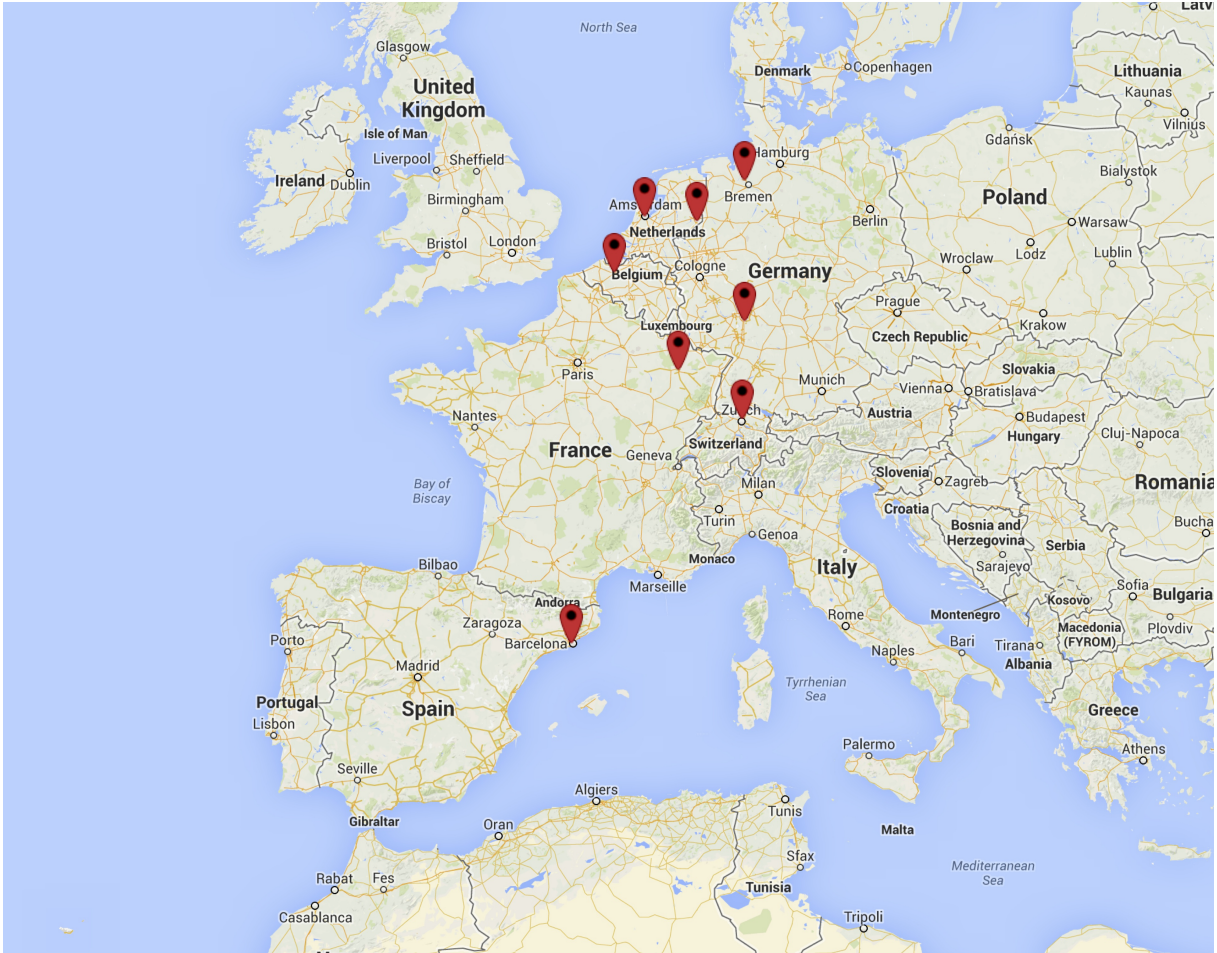 Latv
North Sea
Glasgow
Denmark
Copenhagen
Lithuania
United
Kingdom
Kaunas
Vilnius
Isle of Man
Gdańsk
Liverpool
Sheffield
Hamburg
Bialystok
Ireland
Dublin
Birmingham
Amsterdam
Bremen
Berlin
Poland
Warsaw
Netherlands
Bristol
London
Lodz
Lublin
Belgium
Cologne
Germany
Wroclaw
Prague
Luxembourg
Czech Republic
Krakow
Paris
Slovakia
Munich
Vienna
Bratislava
Nantes
Zurich
Austria
Budapest
Hungary
Cluj-Napoca
France
Geneva
Switzerland
Bay of
Biscay
Milan
Slovenia
Zagreb
Romania
Turin
Croatia
Genoa
Bosnia and
Herzegovina
Bucha
Monaco
Serbia
Bilbao
Marseille
Italy
Sarajevo
Andorra
Sofia
Bulgaria
Kosovo
Zaragoza
Rome
Montenegro
Macedonia
(FYROM)
Plovdiv
Porto
Barcelona
Naples
Bari
Tirana
Albania
Madrid
Tyrrhenian
Sea
Portugal
Spain
Greece
Lisbon
Palermo
Athens
Seville
Algiers
Gibraltar
Oran
Tunis
Malta
Sfax
Mediterranean
Sea
Rabat
Fes
Tunisia
Casablanca
Tripoli